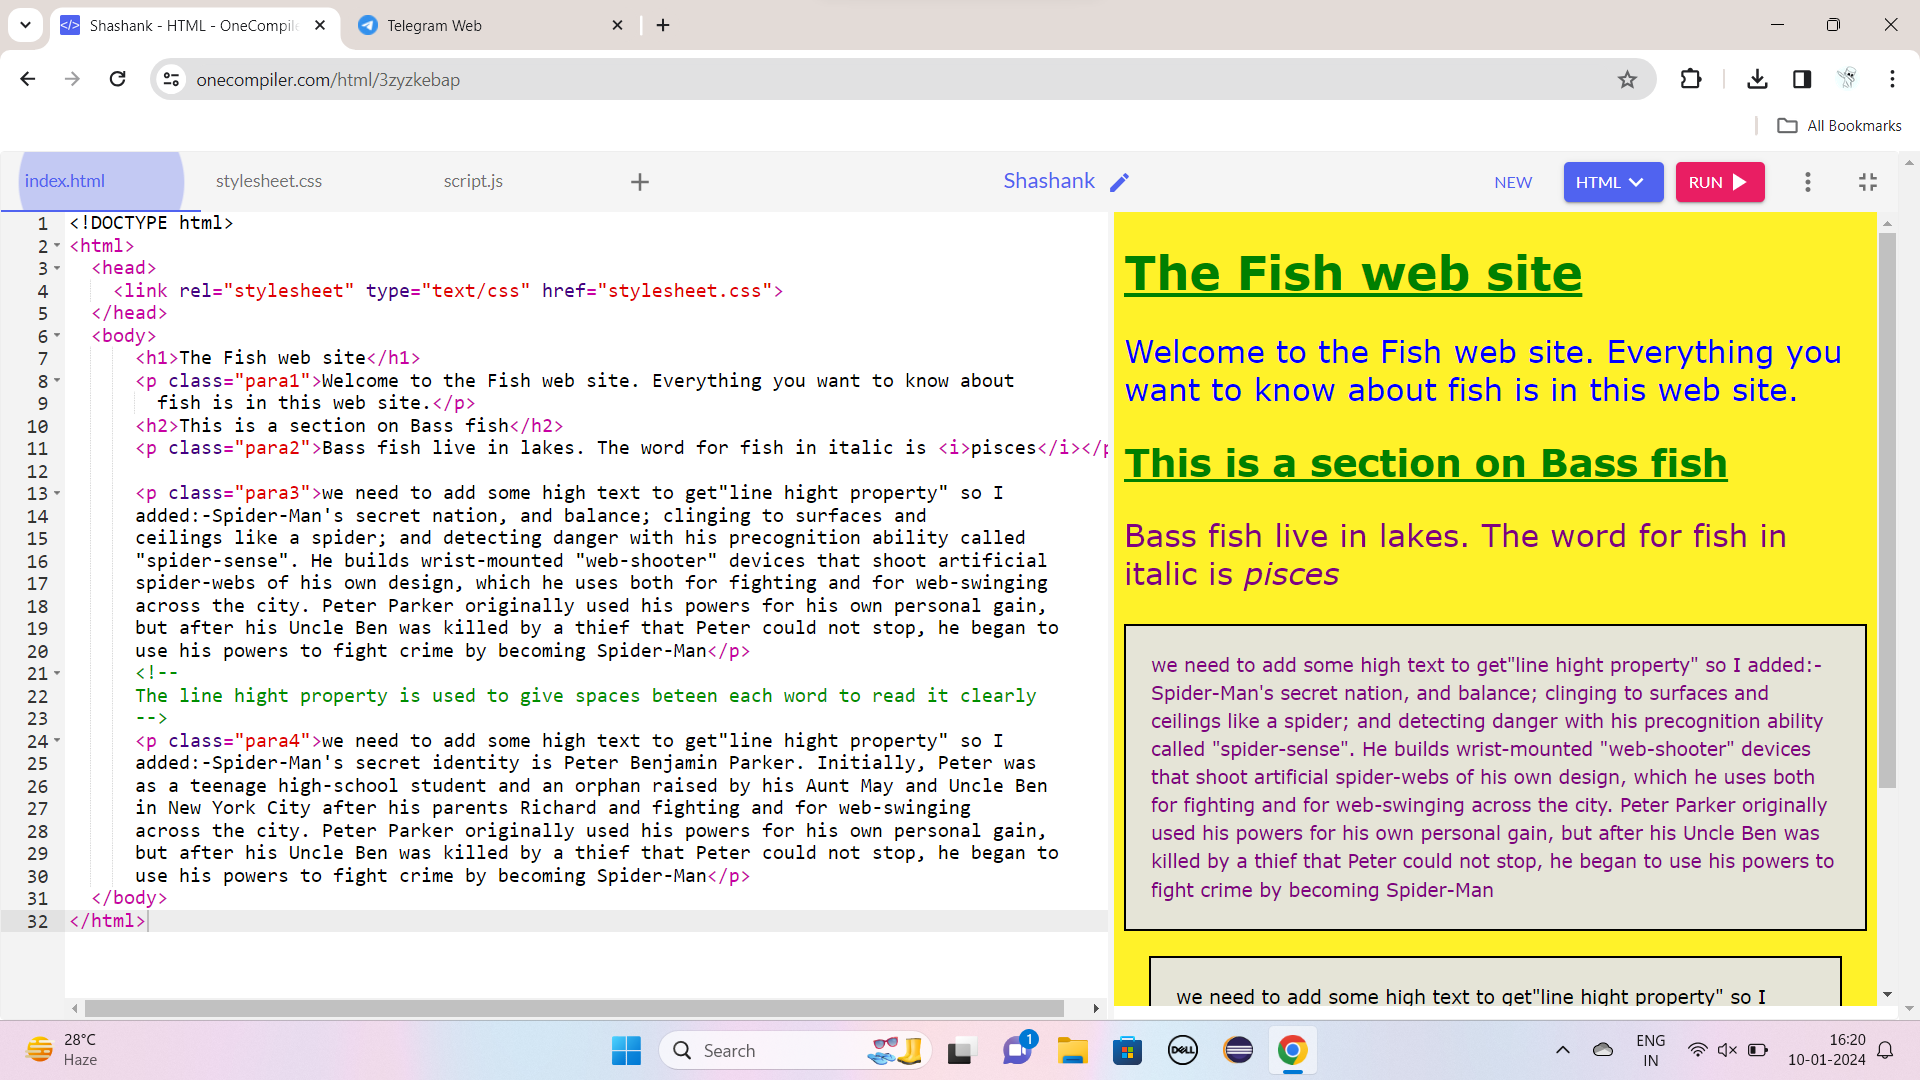 Shashank - HTML - OneCompile
Telegram Web
onecompiler.com/html/3zyzkebap
All Bookmarks
index.html
stylesheet.css
script.js
Shashank
NEW
HTML
RUN
1 <!DOCTYPE html>
2 <html>
3 <head>
4 <link rel="stylesheet" type="text/css" href="stylesheet.css">
5 </head>
6 <body>
7 <h1>The Fish web site</h1>
8 <p class="para1">Welcome to the Fish web site. Everything you want to know about
9 fish is in this web site.</p>
10 <h2>This is a section on Bass fish</h2>
11 <p class="para2">Bass fish live in lakes. The word for fish in italic is <i>pisces</i></p
12
13 <p class="para3">we need to add some high text to get"line hight property" so I
14 added:-Spider-Man's secret nation, and balance; clinging to surfaces and
15 ceilings like a spider; and detecting danger with his precognition ability called
16 "spider-sense". He builds wrist-mounted "web-shooter" devices that shoot artificial
17 spider-webs of his own design, which he uses both for fighting and for web-swinging
18 across the city. Peter Parker originally used his powers for his own personal gain,
19 but after his Uncle Ben was killed by a thief that Peter could not stop, he began to
20 use his powers to fight crime by becoming Spider-Man</p>
21 <!--
22 The line hight property is used to give spaces beteen each word to read it clearly
23 -->
24 <p class="para4">we need to add some high text to get"line hight property" so I
25 added:-Spider-Man's secret identity is Peter Benjamin Parker. Initially, Peter was
26 as a teenage high-school student and an orphan raised by his Aunt May and Uncle Ben
27 in New York City after his parents Richard and fighting and for web-swinging
28 across the city. Peter Parker originally used his powers for his own personal gain,
29 but after his Uncle Ben was killed by a thief that Peter could not stop, he began to
30 use his powers to fight crime by becoming Spider-Man</p>
31 </body>
32 </html>
The Fish web site
Welcome to the Fish web site. Everything you
want to know about fish is in this web site.
This is a section on Bass fish
Bass fish live in lakes. The word for fish in
italic is pisces
we need to add some high text to get"line hight property" so I added:-
Spider-Man's secret nation, and balance; clinging to surfaces and
ceilings like a spider; and detecting danger with his precognition ability
called "spider-sense". He builds wrist-mounted "web-shooter" devices
that shoot artificial spider-webs of his own design, which he uses both
for fighting and for web-swinging across the city. Peter Parker originally
used his powers for his own personal gain, but after his Uncle Ben was
killed by a thief that Peter could not stop, he began to use his powers to
fight crime by becoming Spider-Man
we need to add some high text to get"line hight property" so I
28°C
Haze
Search
1
DELL
ENG
IN
16:20
10-01-2024